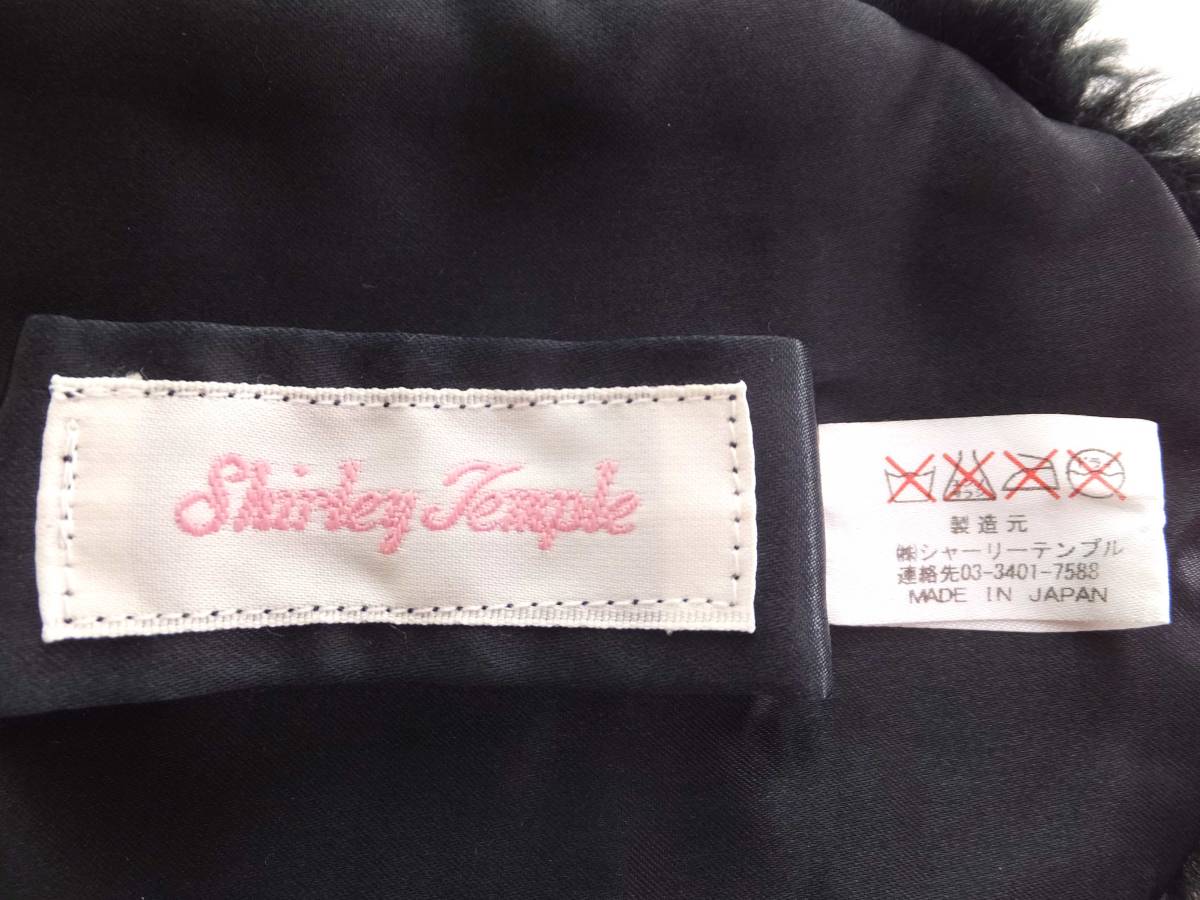 Shirley Temple
製造元
㈱シャーリーテンプル
連絡先03-3401-7588
MADE IN JAPAN